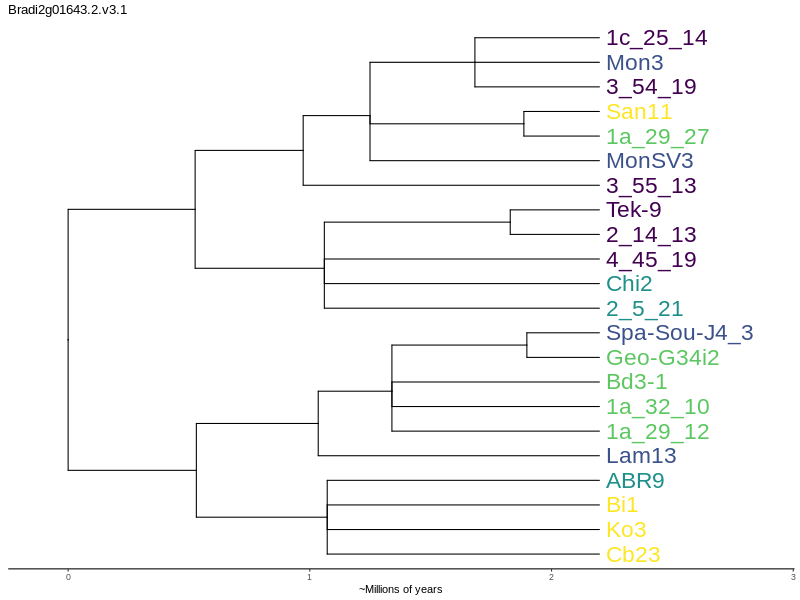 Bradi2g01643.2.v3.1
1c_25_14
Mon3
3_54_19
San11
1a_29_27
MonSV3
3_55_13
Tek-9
2_14_13
4_45_19
Chi2
2_5_21
Spa-Sou-J4_3
Geo-G34i2
Bd3-1
1a_32_10
1a_29_12
Lam13
ABR9
Bi1
Ko3
Cb23
0 1 2 3
~Millions of years